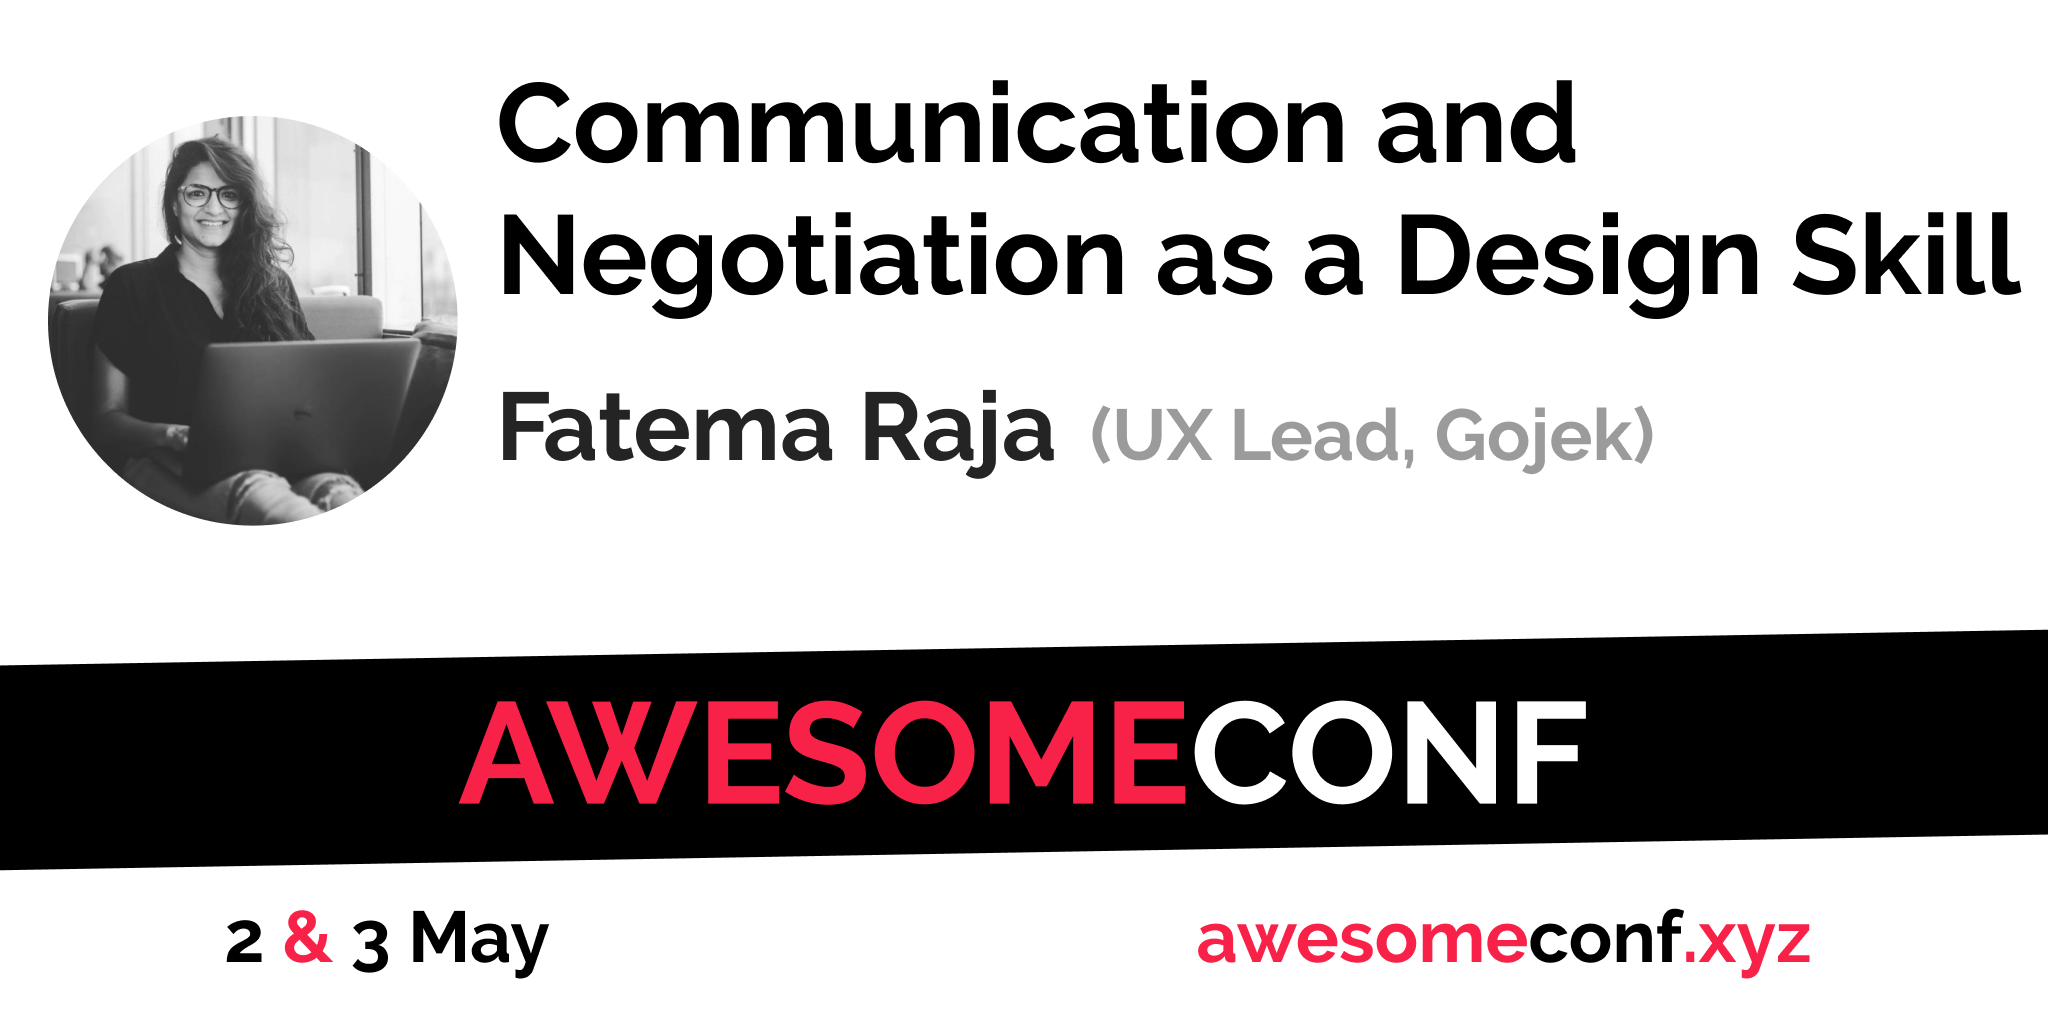 Communication and
Negotiation as a Design Skill
Fatema Raja (UX Lead, Gojek)
AWESOMECONF
2 & 3 May
awesomeconf.xyz